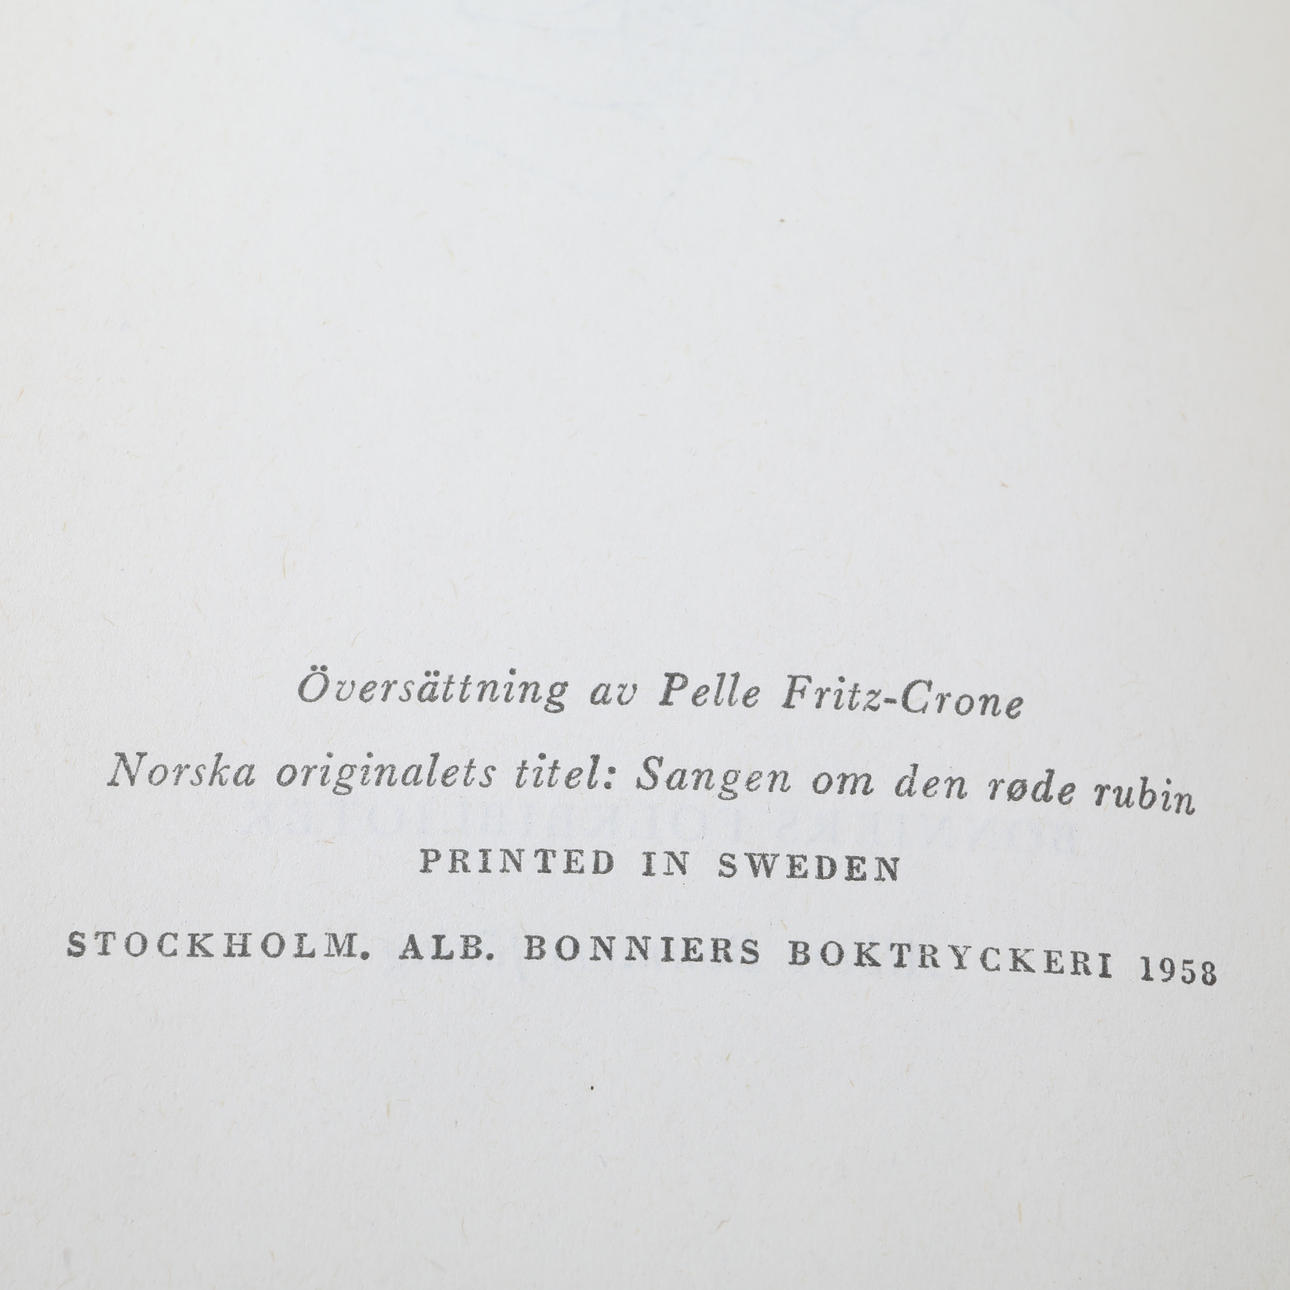 Översättning av Pelle Fritz-Crone
Norska originalets titel: Sangen om den røde rubin
PRINTED IN SWEDEN
STOCKHOLM. ALB. BONNIERS BOKTRYCKERI 1958